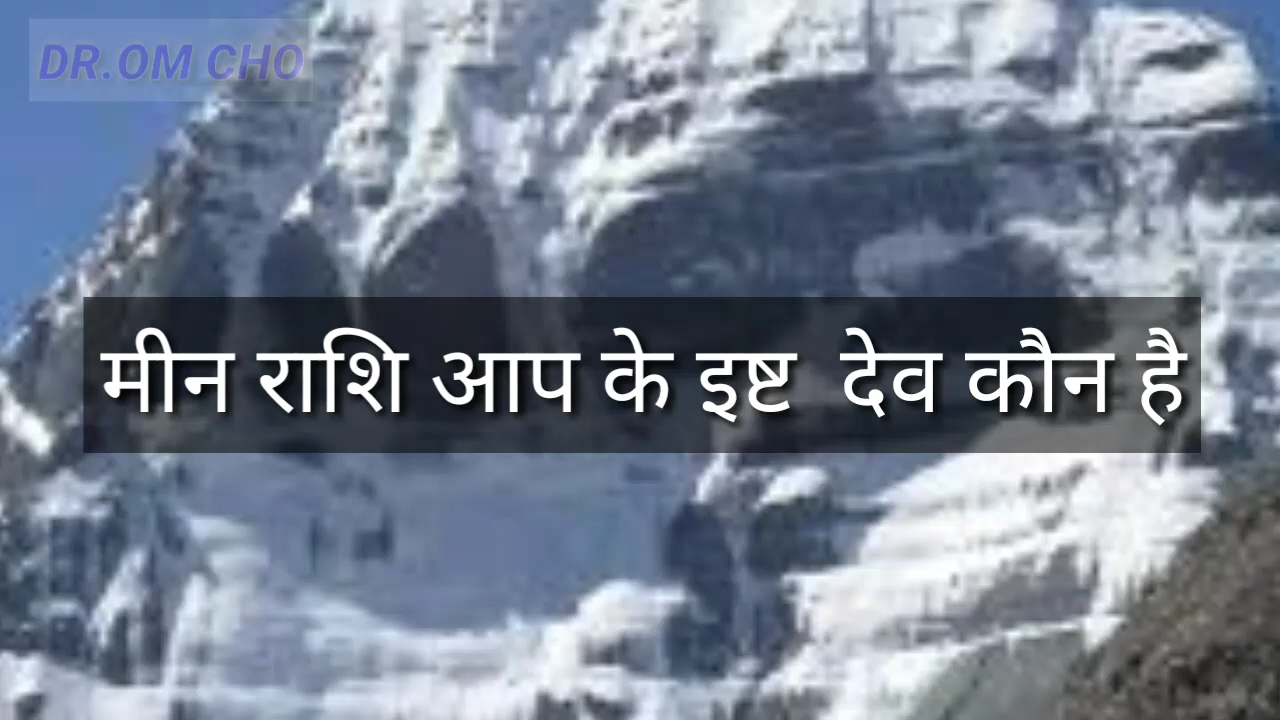 DR.OM CHO
मीन राशि आप के इष्ट देव कौन है